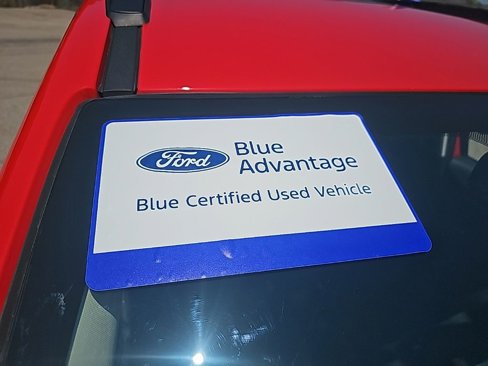 Ford
Blue
Advantage
Blue Certified Used Vehicle